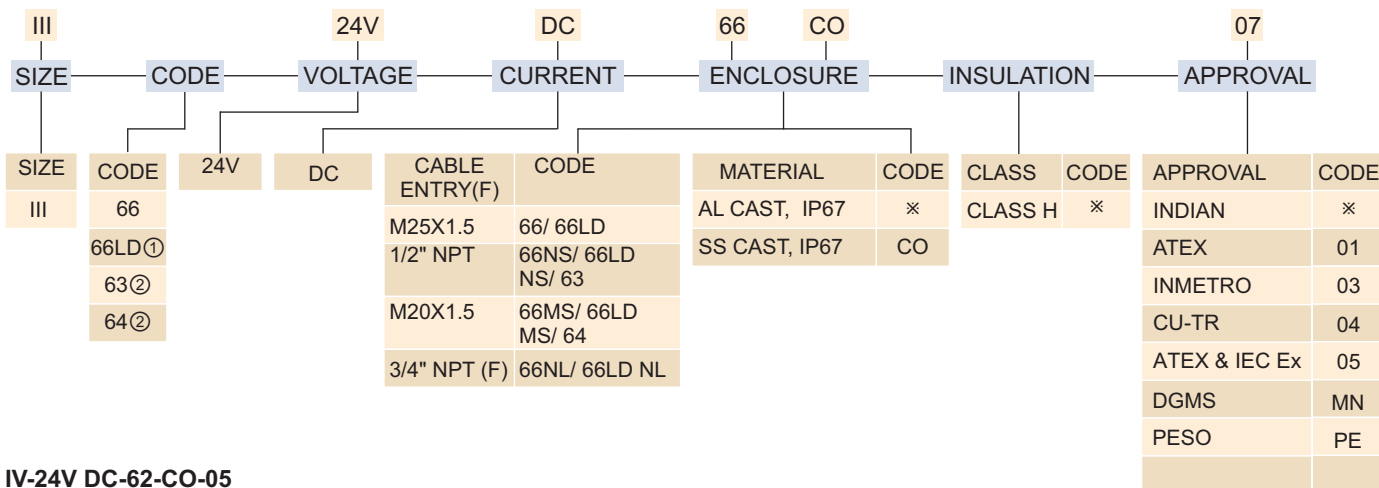 III 24V DC 66 CO 07
SIZE CODE VOLTAGE CURRENT ENCLOSURE INSULATION APPROVAL
SIZE
III
CODE
66
66LD①
63②
64②
24V
DC
CABLE ENTRY(F) CODE
M25X1.5 66/ 66LD
1/2" NPT 66NS/ 66LD
NS/ 63
M20X1.5 66MS/ 66LD
MS/ 64
3/4" NPT (F) 66NL/ 66LD NL
MATERIAL CODE
AL CAST, IP67 ※
SS CAST, IP67 CO
CLASS CODE
CLASS H ※
APPROVAL CODE
INDIAN ※
ATEX 01
INMETRO 03
CU-TR 04
ATEX & IEC Ex 05
DGMS MN
PESO PE
IV-24V DC-62-CO-05